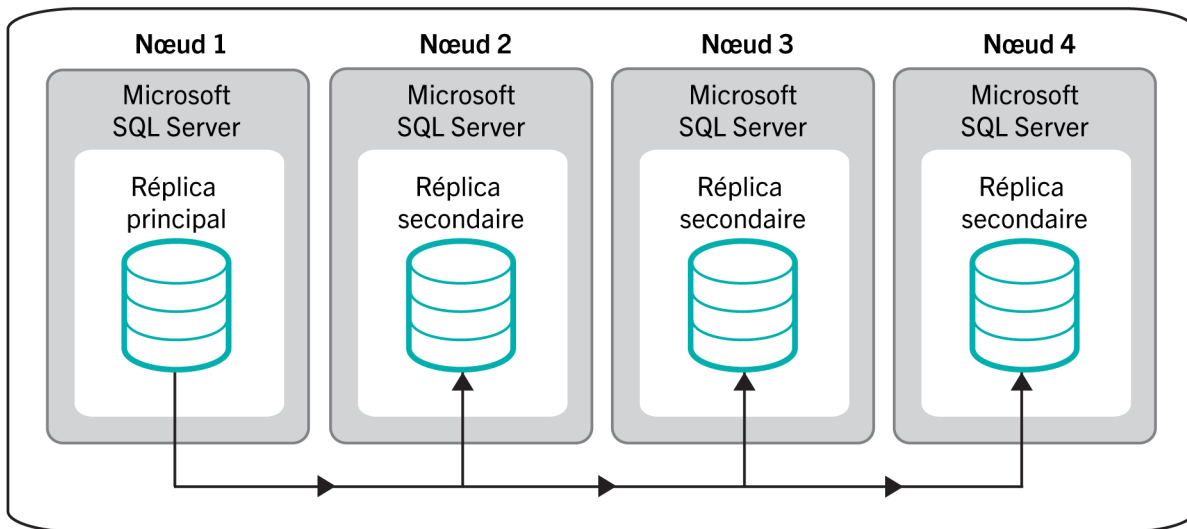 Nœud 1
Microsoft
SQL Server
Réplica
principal
Nœud 2
Microsoft
SQL Server
Réplica
secondaire
Nœud 3
Microsoft
SQL Server
Réplica
secondaire
Nœud 4
Microsoft
SQL Server
Réplica
secondaire